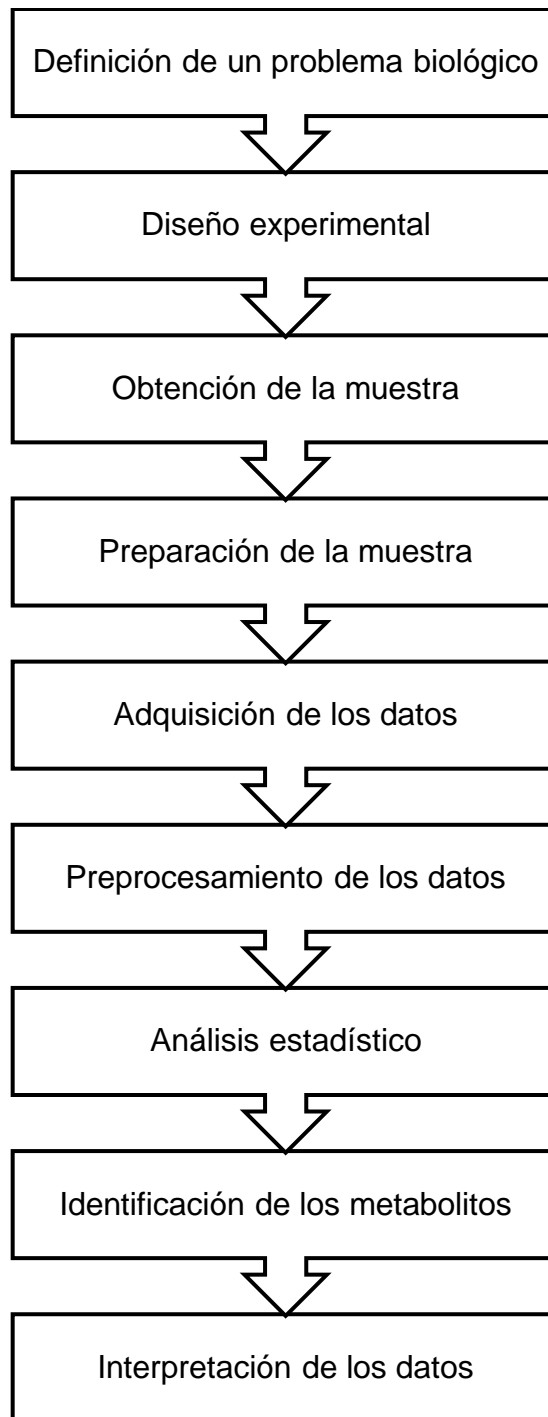 Definición de un problema biológico
Diseño experimental
Obtención de la muestra
Preparación de la muestra
Adquisición de los datos
Preprocesamiento de los datos
Análisis estadístico
Identificación de los metabolitos
Interpretación de los datos